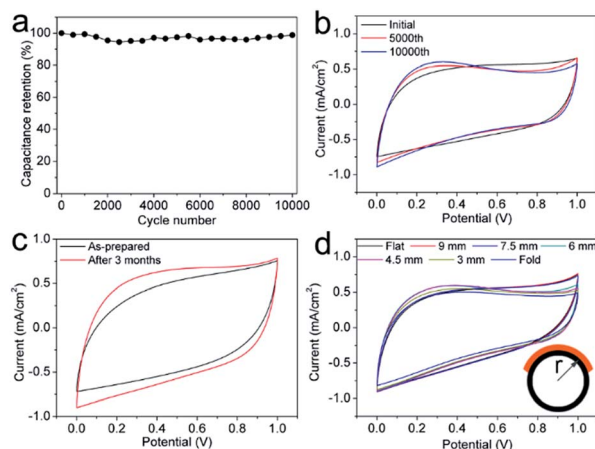 a
Capacitance retention (%)
100
80
60
40
20
0
0 2000 4000 6000 8000 10000
Cycle number
b
Initial
5000th
10000th
Current (mA/cm²)
1.0
0.5
0.0
-0.5
-1.0
0.0 0.2 0.4 0.6 0.8 1.0
Potential (V)
c
As-prepared
After 3 months
Current (mA/cm²)
1.0
0.5
0.0
-0.5
-1.0
0.0 0.2 0.4 0.6 0.8 1.0
Potential (V)
d
Flat 9 mm 7.5 mm 6 mm
4.5 mm 3 mm Fold
Current (mA/cm²)
1.0
0.5
0.0
-0.5
-1.0
r
0.0 0.2 0.4 0.6 0.8 1.0
Potential (V)